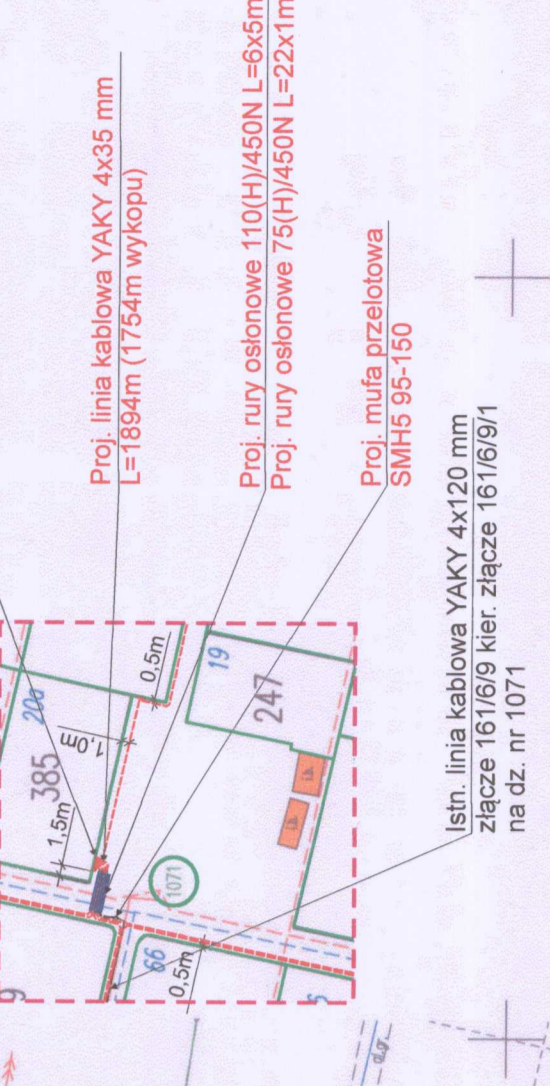 Proj. linia kablowa YAKY 4x35 mm
L=1894m (1754m wykopu)
Proj. rury osłonowe 110(H)/450N L=6x5m
Proj. rury osłonowe 75(H)/450N L=22x1m
Proj. mufa przelotowa
SMH5 95-150
Istn. linia kablowa YAKY 4x120 mm
złącze 161/6/9 kier. złącze 161/6/9/1
na dz. nr 1071
385
20a
1,5m
1,0m
0,5m
19
247
1071
66
0,5m
9